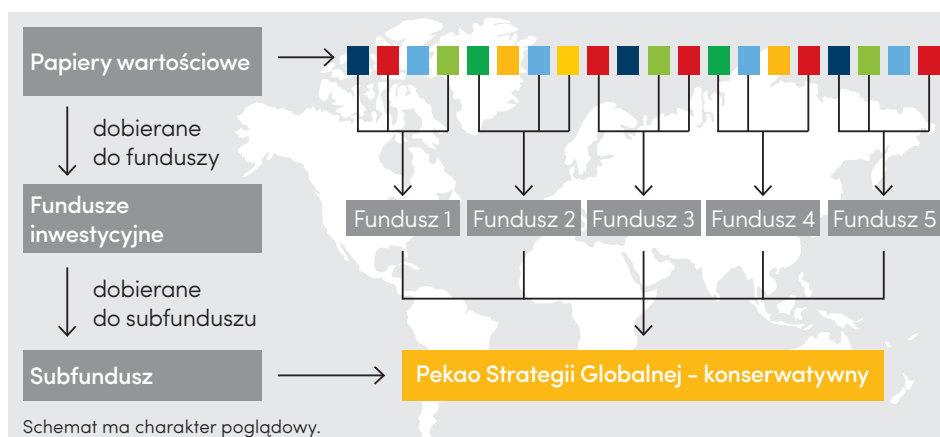 Papiery wartościowe
dobierane
do funduszy
Fundusze
inwestycyjne
Fundusz 1
Fundusz 2
Fundusz 3
Fundusz 4
Fundusz 5
dobierane
do subfunduszu
Subfundusz
Pekao Strategii Globalnej - konserwatywny
Schemat ma charakter poglądowy.